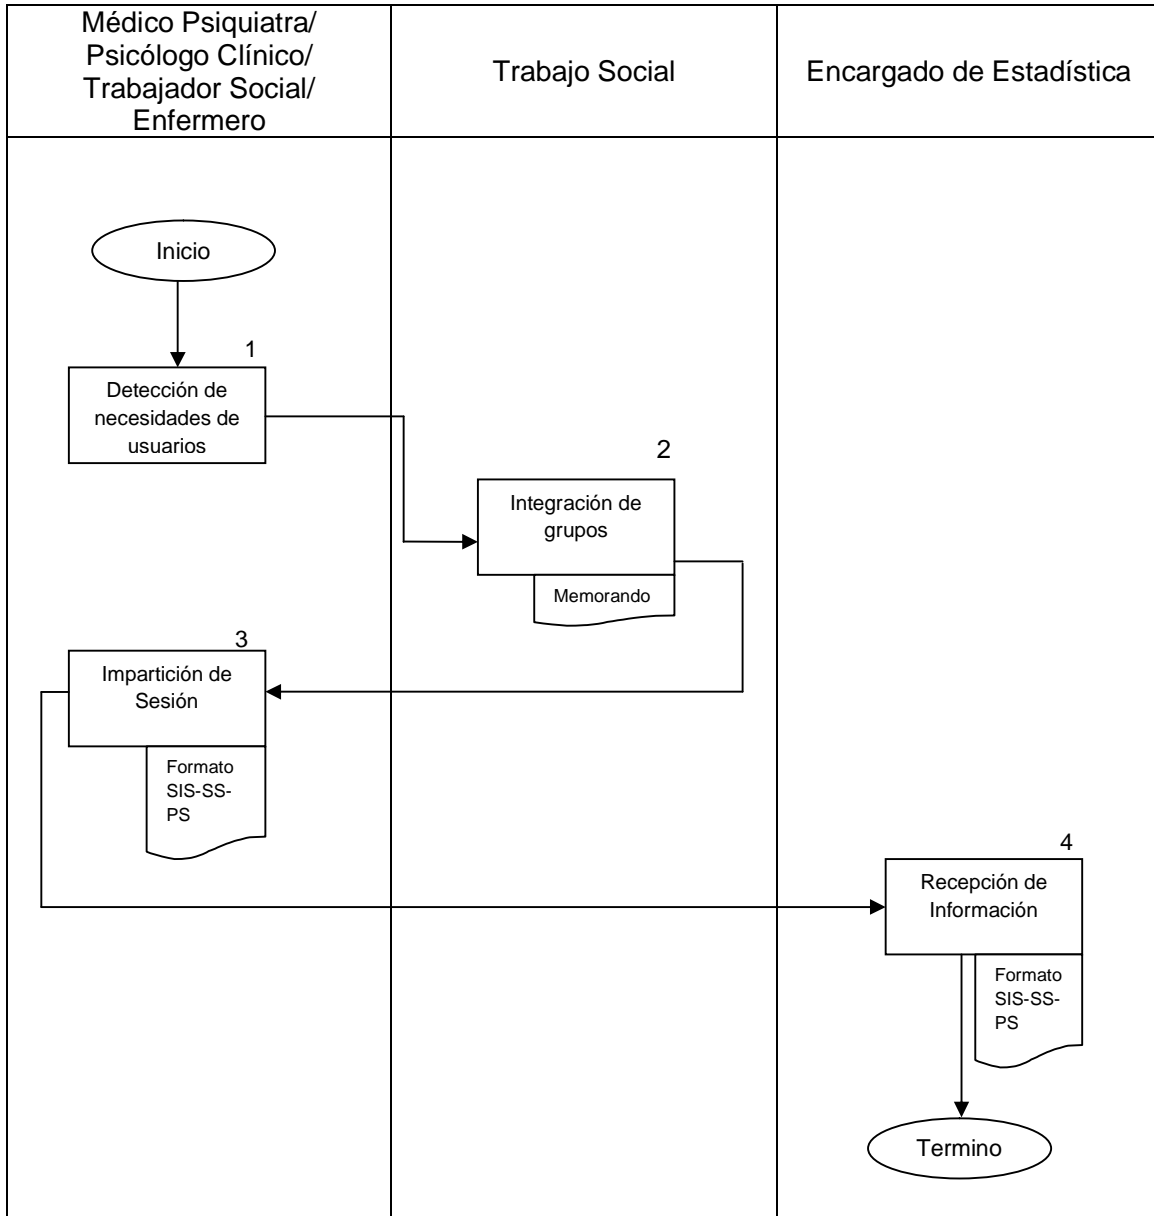 Médico Psiquiatra/
Psicólogo Clínico/
Trabajador Social/
Enfermero
Trabajo Social
Encargado de Estadística
Inicio
1
Detección de
necesidades de
usuarios
2
Integración de
grupos
Memorando
3
Impartición de
Sesión
Formato
SIS-SS-
PS
4
Recepción de
Información
Formato
SIS-SS-
PS
Termino